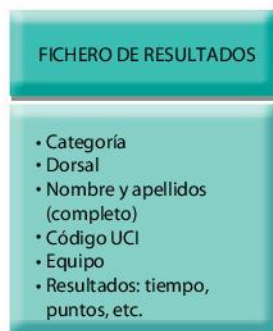 FICHERO DE RESULTADOS
• Categoría
• Dorsal
• Nombre y apellidos
(completo)
• Código UCI
• Equipo
• Resultados: tiempo,
puntos, etc.